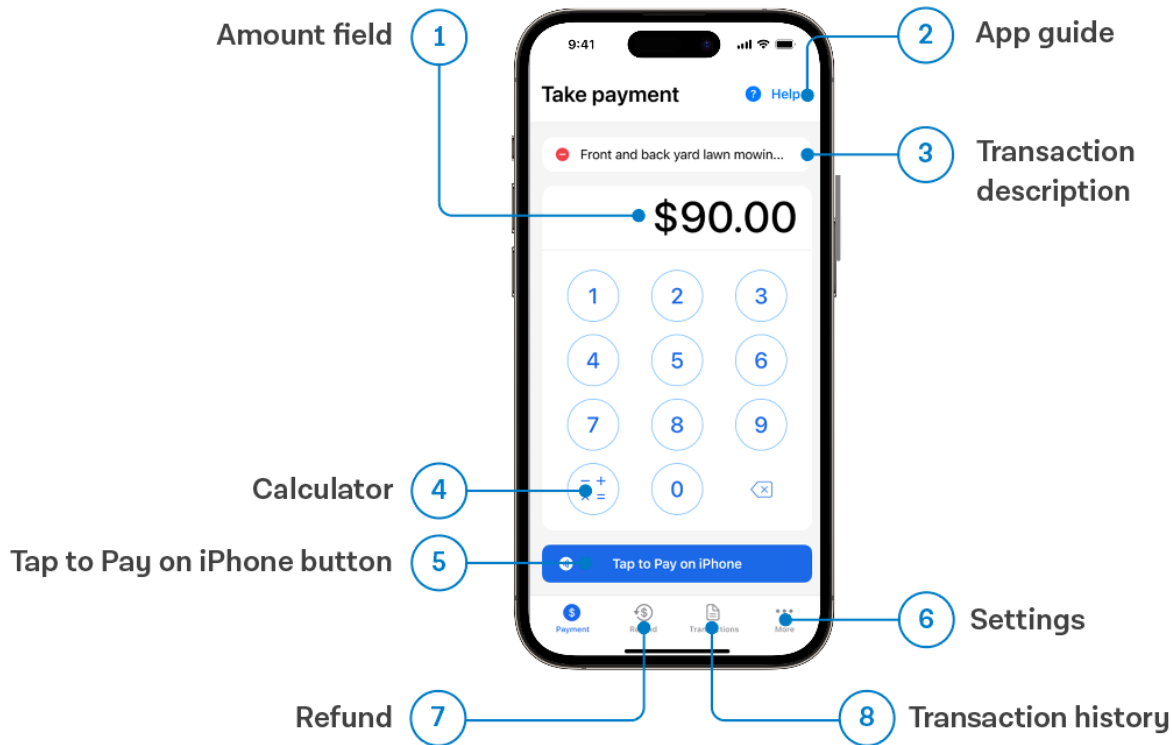 Amount field
1
2
App guide
9:41
Take payment
? Help
Front and back yard lawn mowin...
3
Transaction
description
$90.00
1 2 3
4 5 6
7 8 9
Calculator
4
0
Tap to Pay on iPhone button
5
Tap to Pay on iPhone
$
Payment
$
Refund
Transactions
More
6
Settings
Refund
7
8
Transaction history